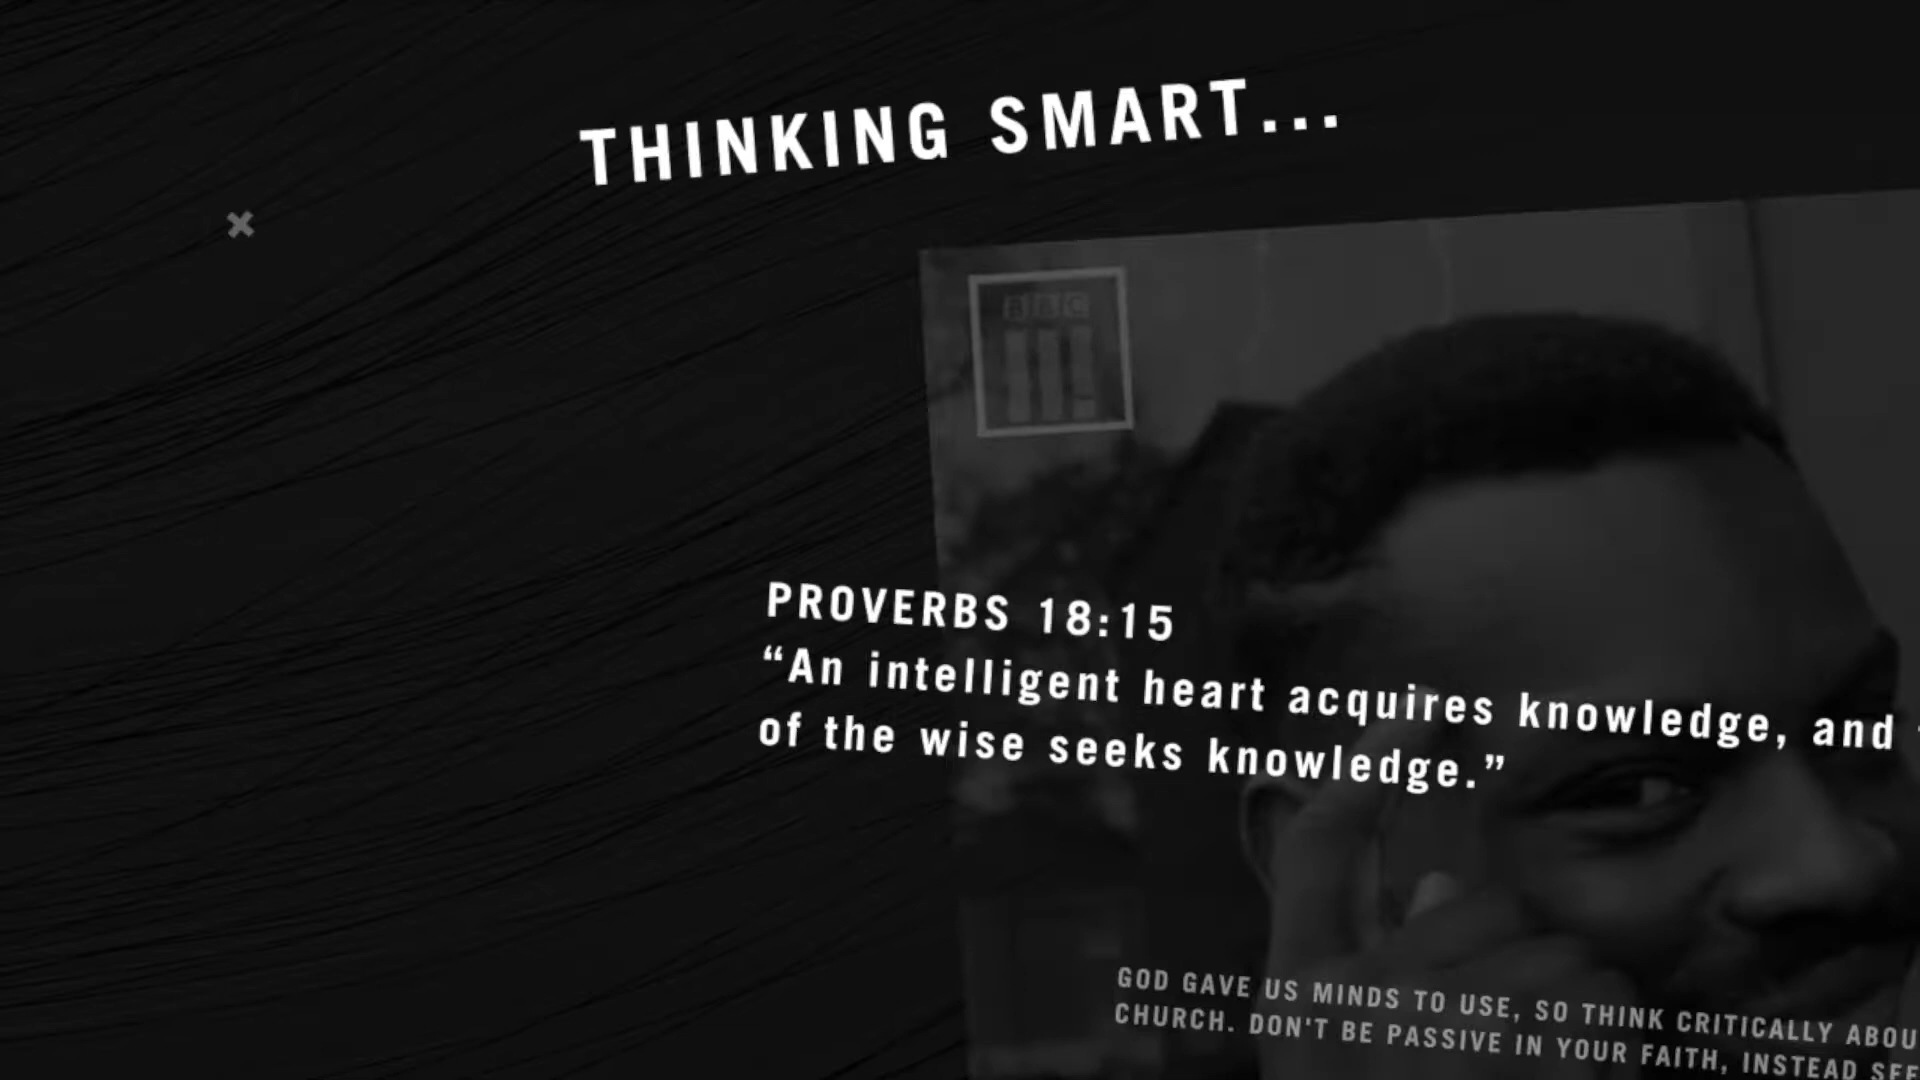 THINKING SMART...
BBC
PROVERBS 18:15
“An intelligent heart acquires knowledge, and
of the wise seeks knowledge.”
GOD GAVE US MINDS TO USE, SO THINK CRITICALLY
CHURCH. DON'T BE PASSIVE IN YOUR FAITH, INSTEAD